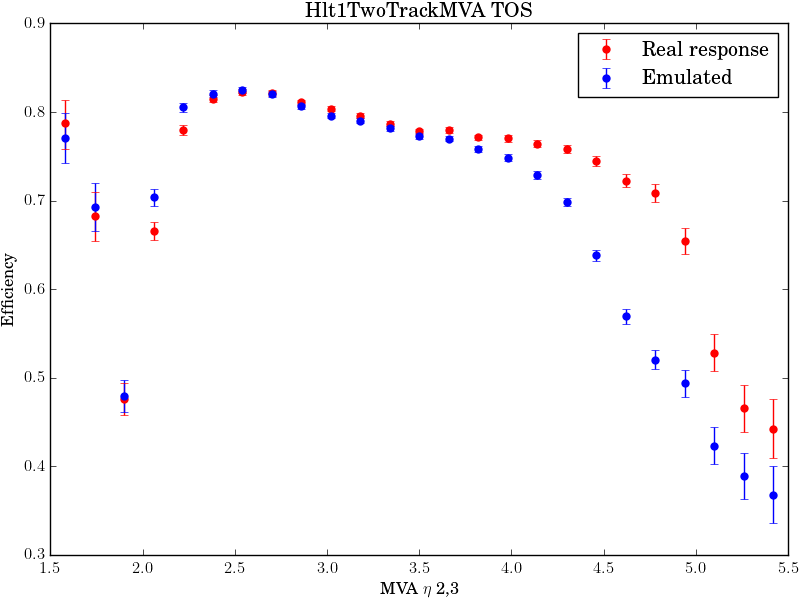 Hlt1TwoTrackMVA TOS
Real response
Emulated
Efficiency
0.9
0.8
0.7
0.6
0.5
0.4
0.3
1.5 2.0 2.5 3.0 3.5 4.0 4.5 5.0 5.5
MVA η 2,3